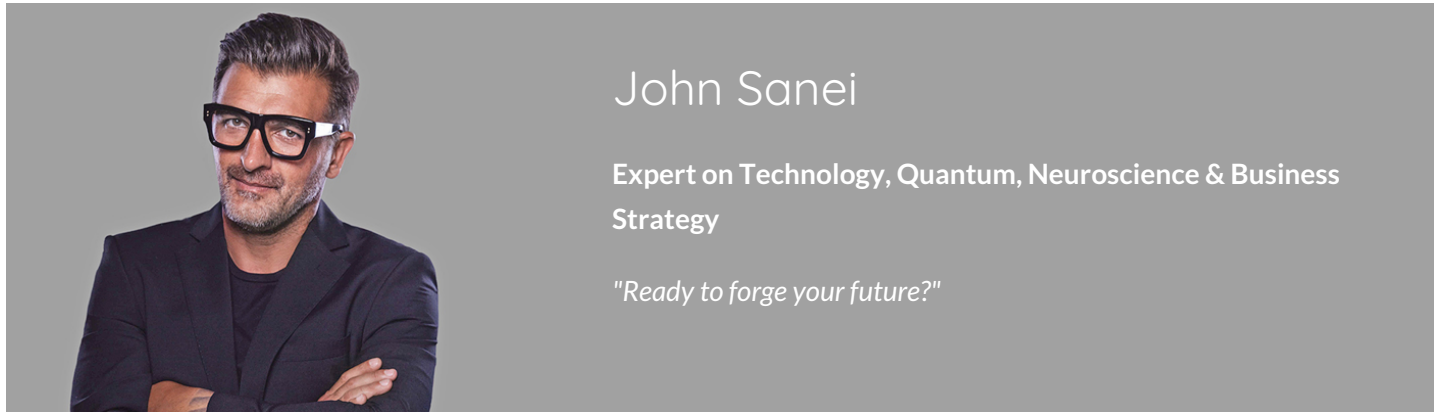 John Sanei
Expert on Technology, Quantum, Neuroscience & Business
Strategy
"Ready to forge your future?"